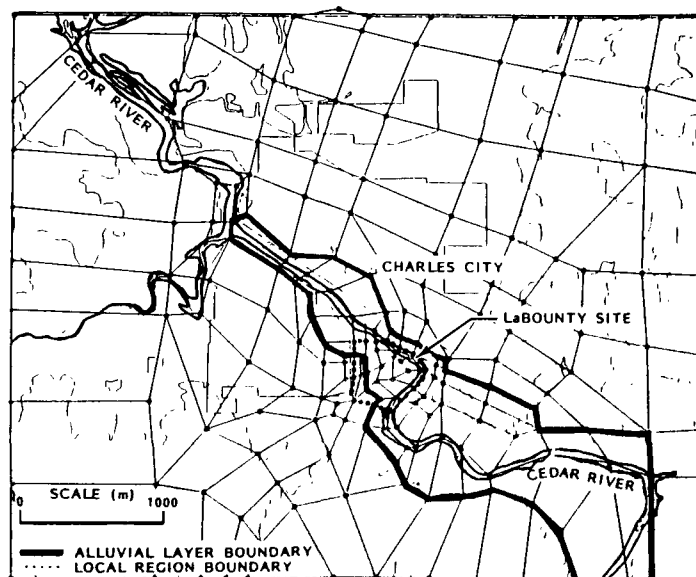 CEDAR RIVER
CHARLES CITY
LaBOUNTY SITE
CEDAR RIVER
SCALE (m)
0 1000
ALLUVIAL LAYER BOUNDARY
LOCAL REGION BOUNDARY